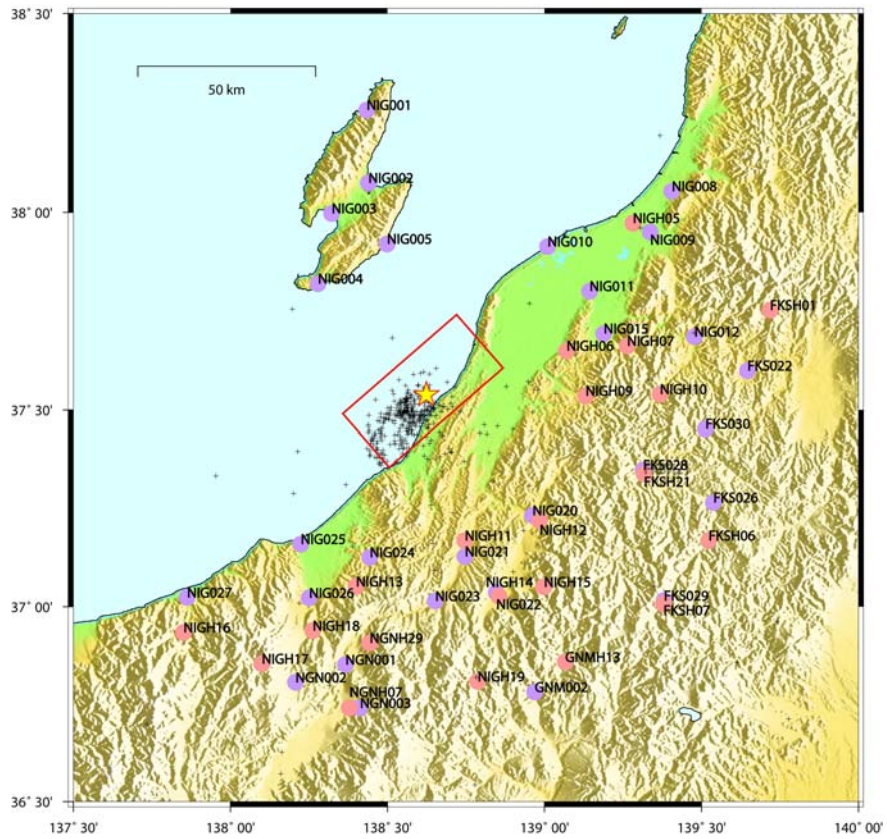 38˚ 30'
50 km
NIG001
NIG002
NIG008
38˚ 00'
NIG003
NIGH05
NIG005
NIG010
NIG009
NIG004
NIG011
FKSH01
NIG015
NIG012
NIGH06
NIGH07
FKS022
NIGH09
NIGH10
37˚ 30'
FKS030
FKS028
FKSH21
FKS026
NIG020
NIGH12
NIG025
NIGH11
FKSH06
NIG024
NIG021
NIGH13
NIGH14
NIGH15
NIG027
NIG026
NIG023
NIG022
FKS029
37˚ 00'
FKSH07
NIGH16
NIGH18
NGNH29
NIGH17
NGN001
GNMH13
NGN002
NIGH19
NGNH07
GNM002
NGN003
36˚ 30'
137˚ 30'
138˚ 00'
138˚ 30'
139˚ 00'
139˚ 30'
140˚ 00'